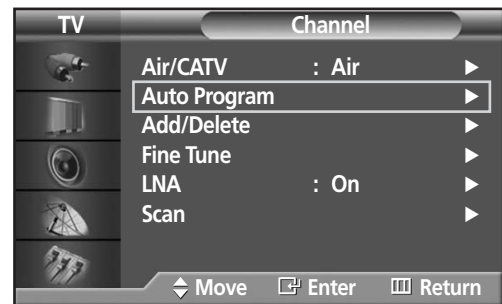 TV Channel
Air/CATV : Air ▶
Auto Program ▶
Add/Delete ▶
Fine Tune ▶
LNA : On ▶
Scan ▶
Move Enter Return